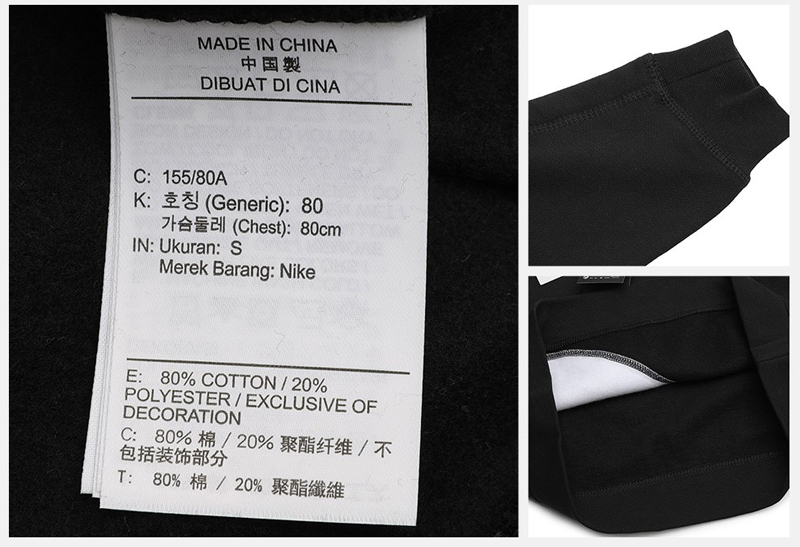 MADE IN CHINA
中国製
DIBUAT DI CINA
C: 155/80A
K: 호칭 (Generic): 80
가슴둘레 (Chest): 80cm
IN: Ukuran: S
Merek Barang: Nike
E: 80% COTTON / 20%
POLYESTER / EXCLUSIVE OF
DECORATION
C: 80% 棉 / 20% 聚酯纤维 / 不
包括装饰部分
T: 80% 棉 / 20% 聚酯纖維